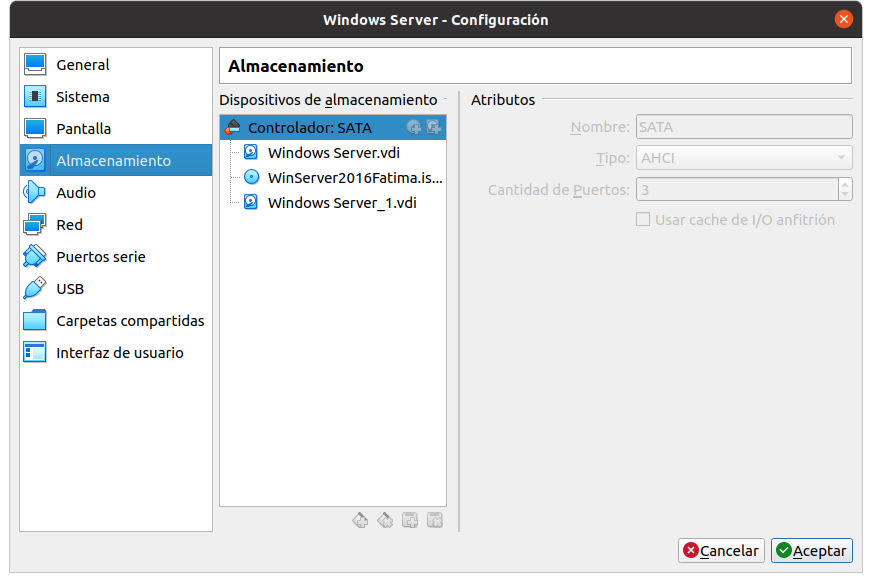 Windows Server - Configuración
General
Sistema
Pantalla
Almacenamiento
Audio
Red
Puertos serie
USB
Carpetas compartidas
Interfaz de usuario
Almacenamiento
Dispositivos de almacenamiento
Controlador: SATA
Windows Server.vdi
WinServer2016Fatima.is...
Windows Server_1.vdi
Atributos
Nombre: SATA
Tipo: AHCI
Cantidad de Puertos: 3
Usar cache de I/O anfitrión
Cancelar
Aceptar